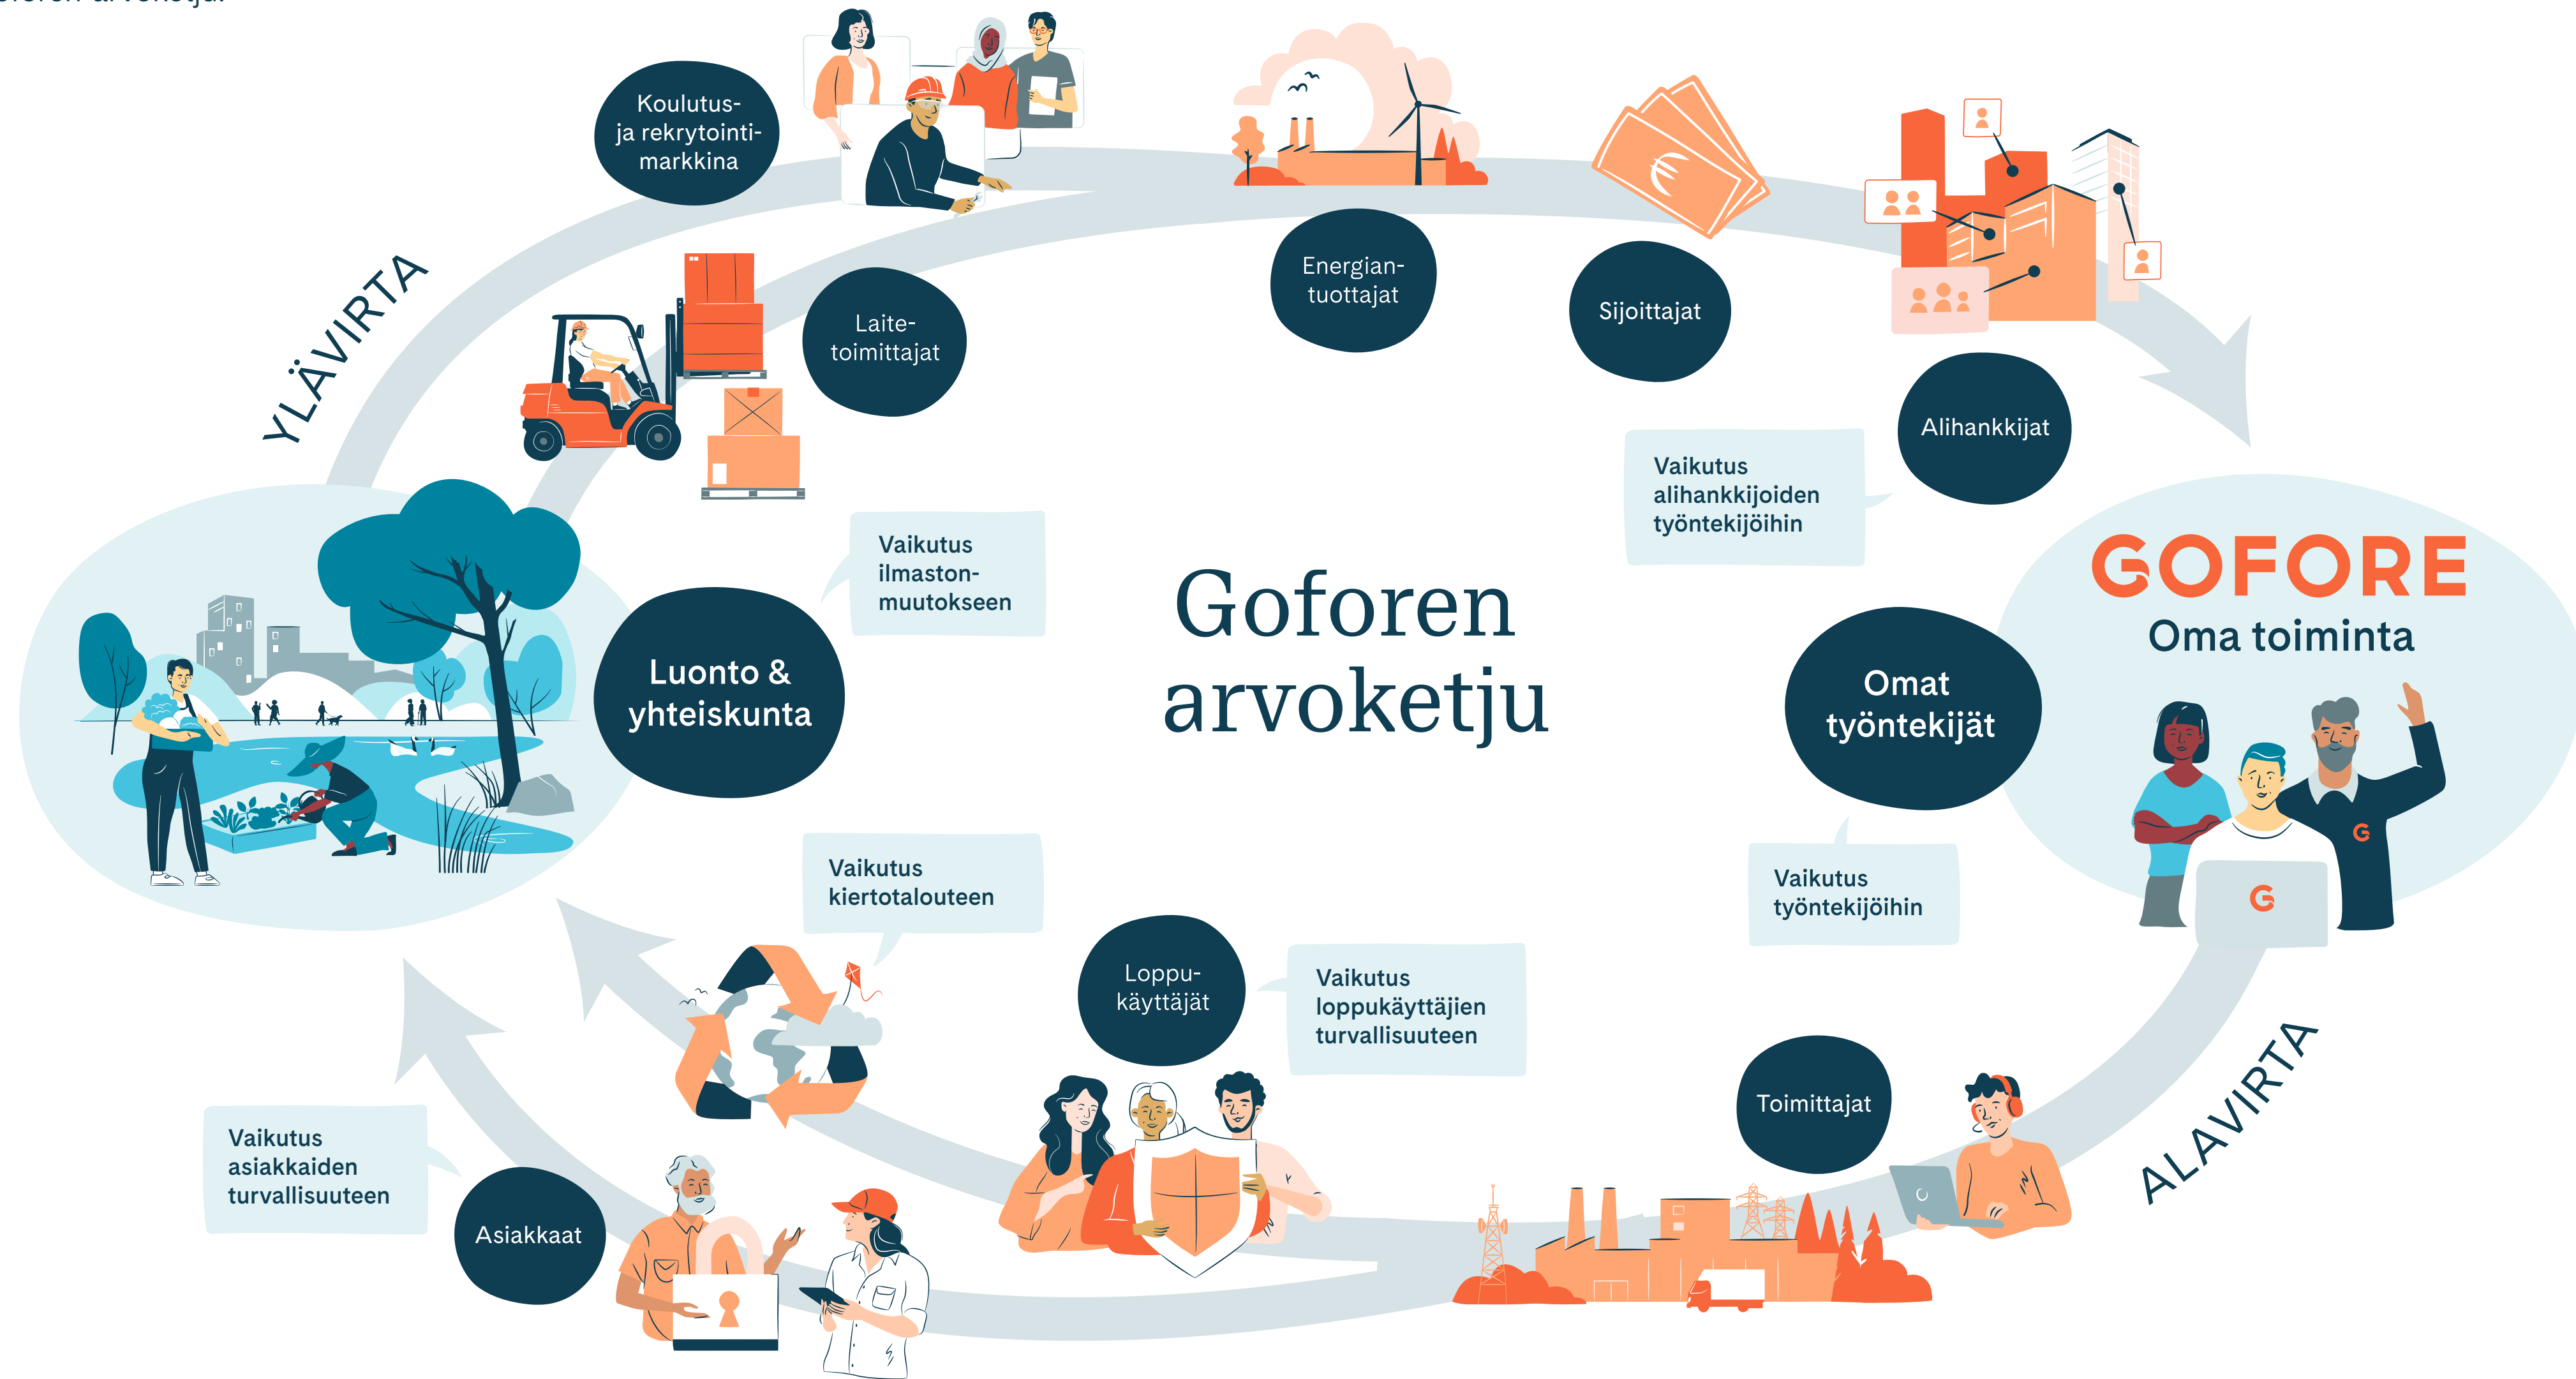 arvoketju.
Koulutus-
ja rekrytointi-
markkina
YLÄVIRTA
Laite-
toimittajat
Energian-
tuottajat
Sijoittajat
Alihankkijat
Vaikutus
alihankkijoiden
työntekijöihin
Vaikutus
ilmaston-
muutokseen
Luonto &
yhteiskunta
Goforen
arvoketju
GOFORE
Oma toiminta
Omat
työntekijät
Vaikutus
työntekijöihin
G
G
Vaikutus
kiertotalouteen
Loppu-
käyttäjät
Vaikutus
loppukäyttäjien
turvallisuuteen
Toimittajat
ALAVIRTA
Vaikutus
asiakkaiden
turvallisuuteen
Asiakkaat